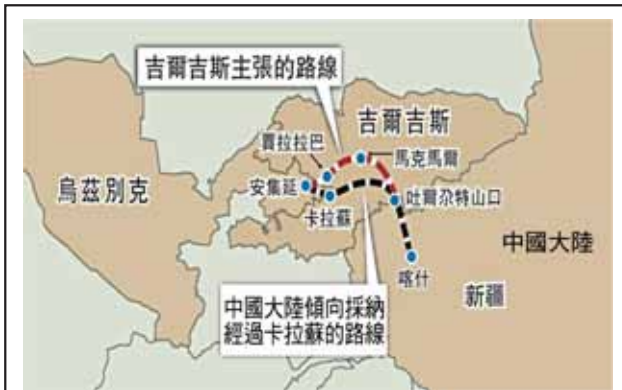 吉爾吉斯主張的路線
吉爾吉斯
賈拉拉巴
馬克馬爾
烏茲別克
安集延
吐爾尕特山口
卡拉蘇
中國大陸
喀什
新疆
中國大陸傾向採納
經過卡拉蘇的路線